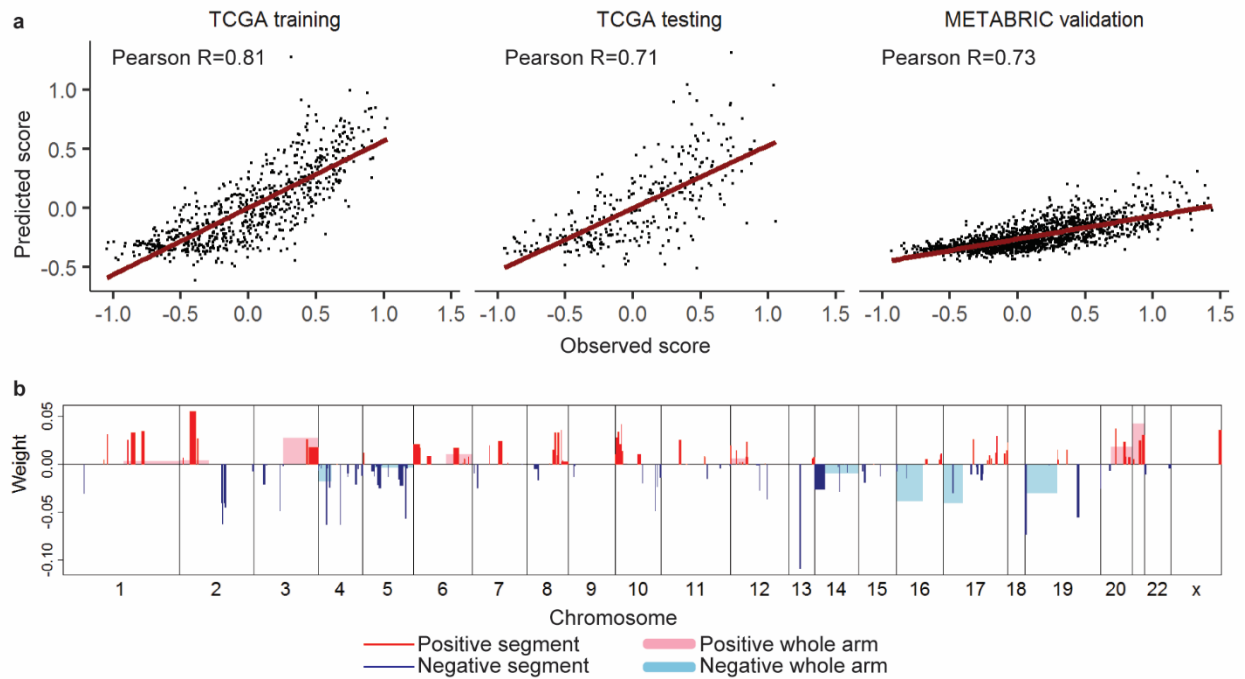 a
TCGA training
TCGA testing
METABRIC validation
Pearson R=0.81
Pearson R=0.71
Pearson R=0.73
Predicted score
1.0
0.5
0.0
-0.5
-1.0 -0.5 0.0 0.5 1.0 1.5
-1.0 -0.5 0.0 0.5 1.0 1.5
-1.0 -0.5 0.0 0.5 1.0 1.5
Observed score
b
Weight
0.05
0.00
-0.05
-0.10
1 2 3 4 5 6 7 8 9 10 11 12 13 14 15 16 17 18 19 20 22 x
Chromosome
Positive segment
Positive whole arm
Negative segment
Negative whole arm